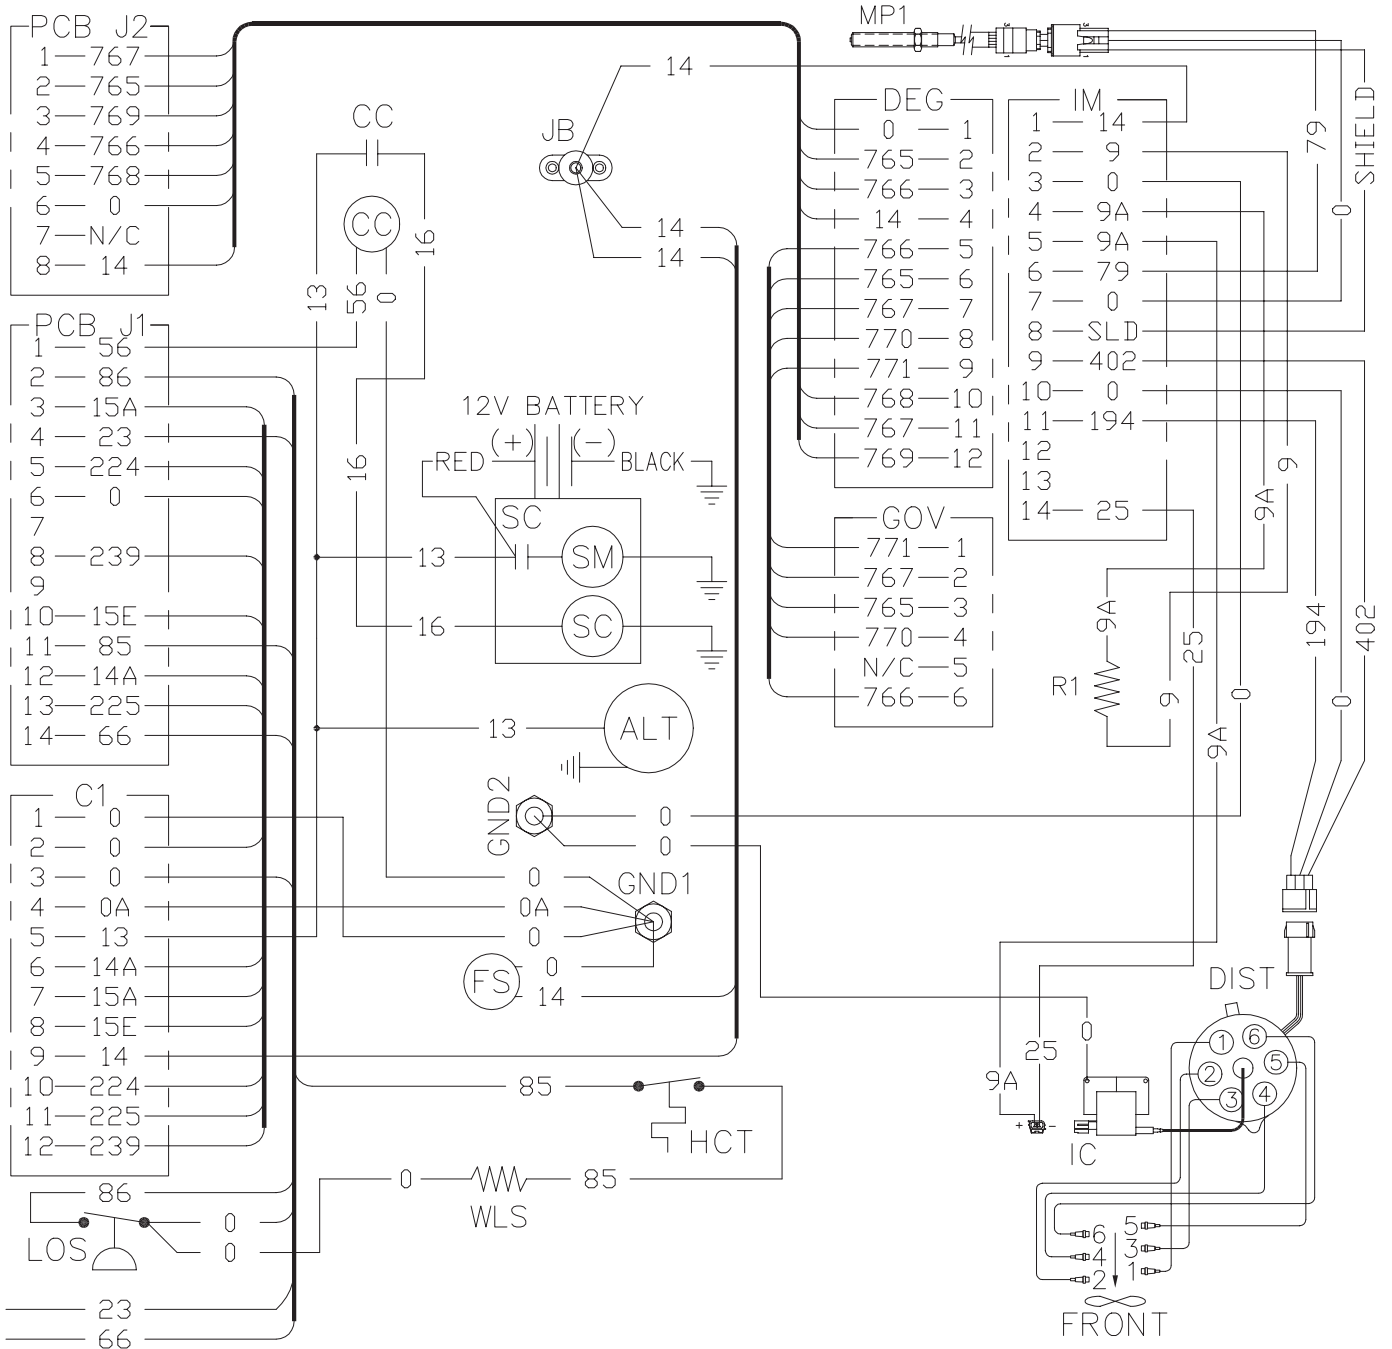 PCB J2
1 767
2 765
3 769
4 766
5 768
6 0
7 N/C
8 14
PCB J1
1 56
2 86
3 15A
4 23
5 224
6 0
7
8 239
9
10 15E
11 85
12 14A
13 225
14 66
C1
1 0
2 0
3 0
4 0A
5 13
6 14A
7 15A
8 15E
9 14
10 224
11 225
12 239
86
0
LOS
0
23
66
CC
CC
13
56
0
16
16
JB
14
14
14
12V BATTERY
(+) (-)
RED BLACK
SC
13
SM
16
SC
13
ALT
GND2
0
0
0
GND1
0A
0
FS
0
14
85
HCT
0
85
WLS
MP1
3 3
1 1
DEG
0 1
765 2
766 3
14 4
766 5
765 6
767 7
770 8
771 9
768 10
767 11
769 12
GOV
771 1
767 2
765 3
770 4
N/C 5
766 6
IM
1 14
2 9
3 0
4 9A
5 9A
6 79
7 0
8 SLD
9 402
10 0
11 194
12
13
14 25
79
0
SHIELD
9
9A
9A
R1
9
25
9A
0
194
0
402
DIST
1
6
2
5
3
4
0
25
9A
+ -
IC
6 5
4 3
2 1
FRONT